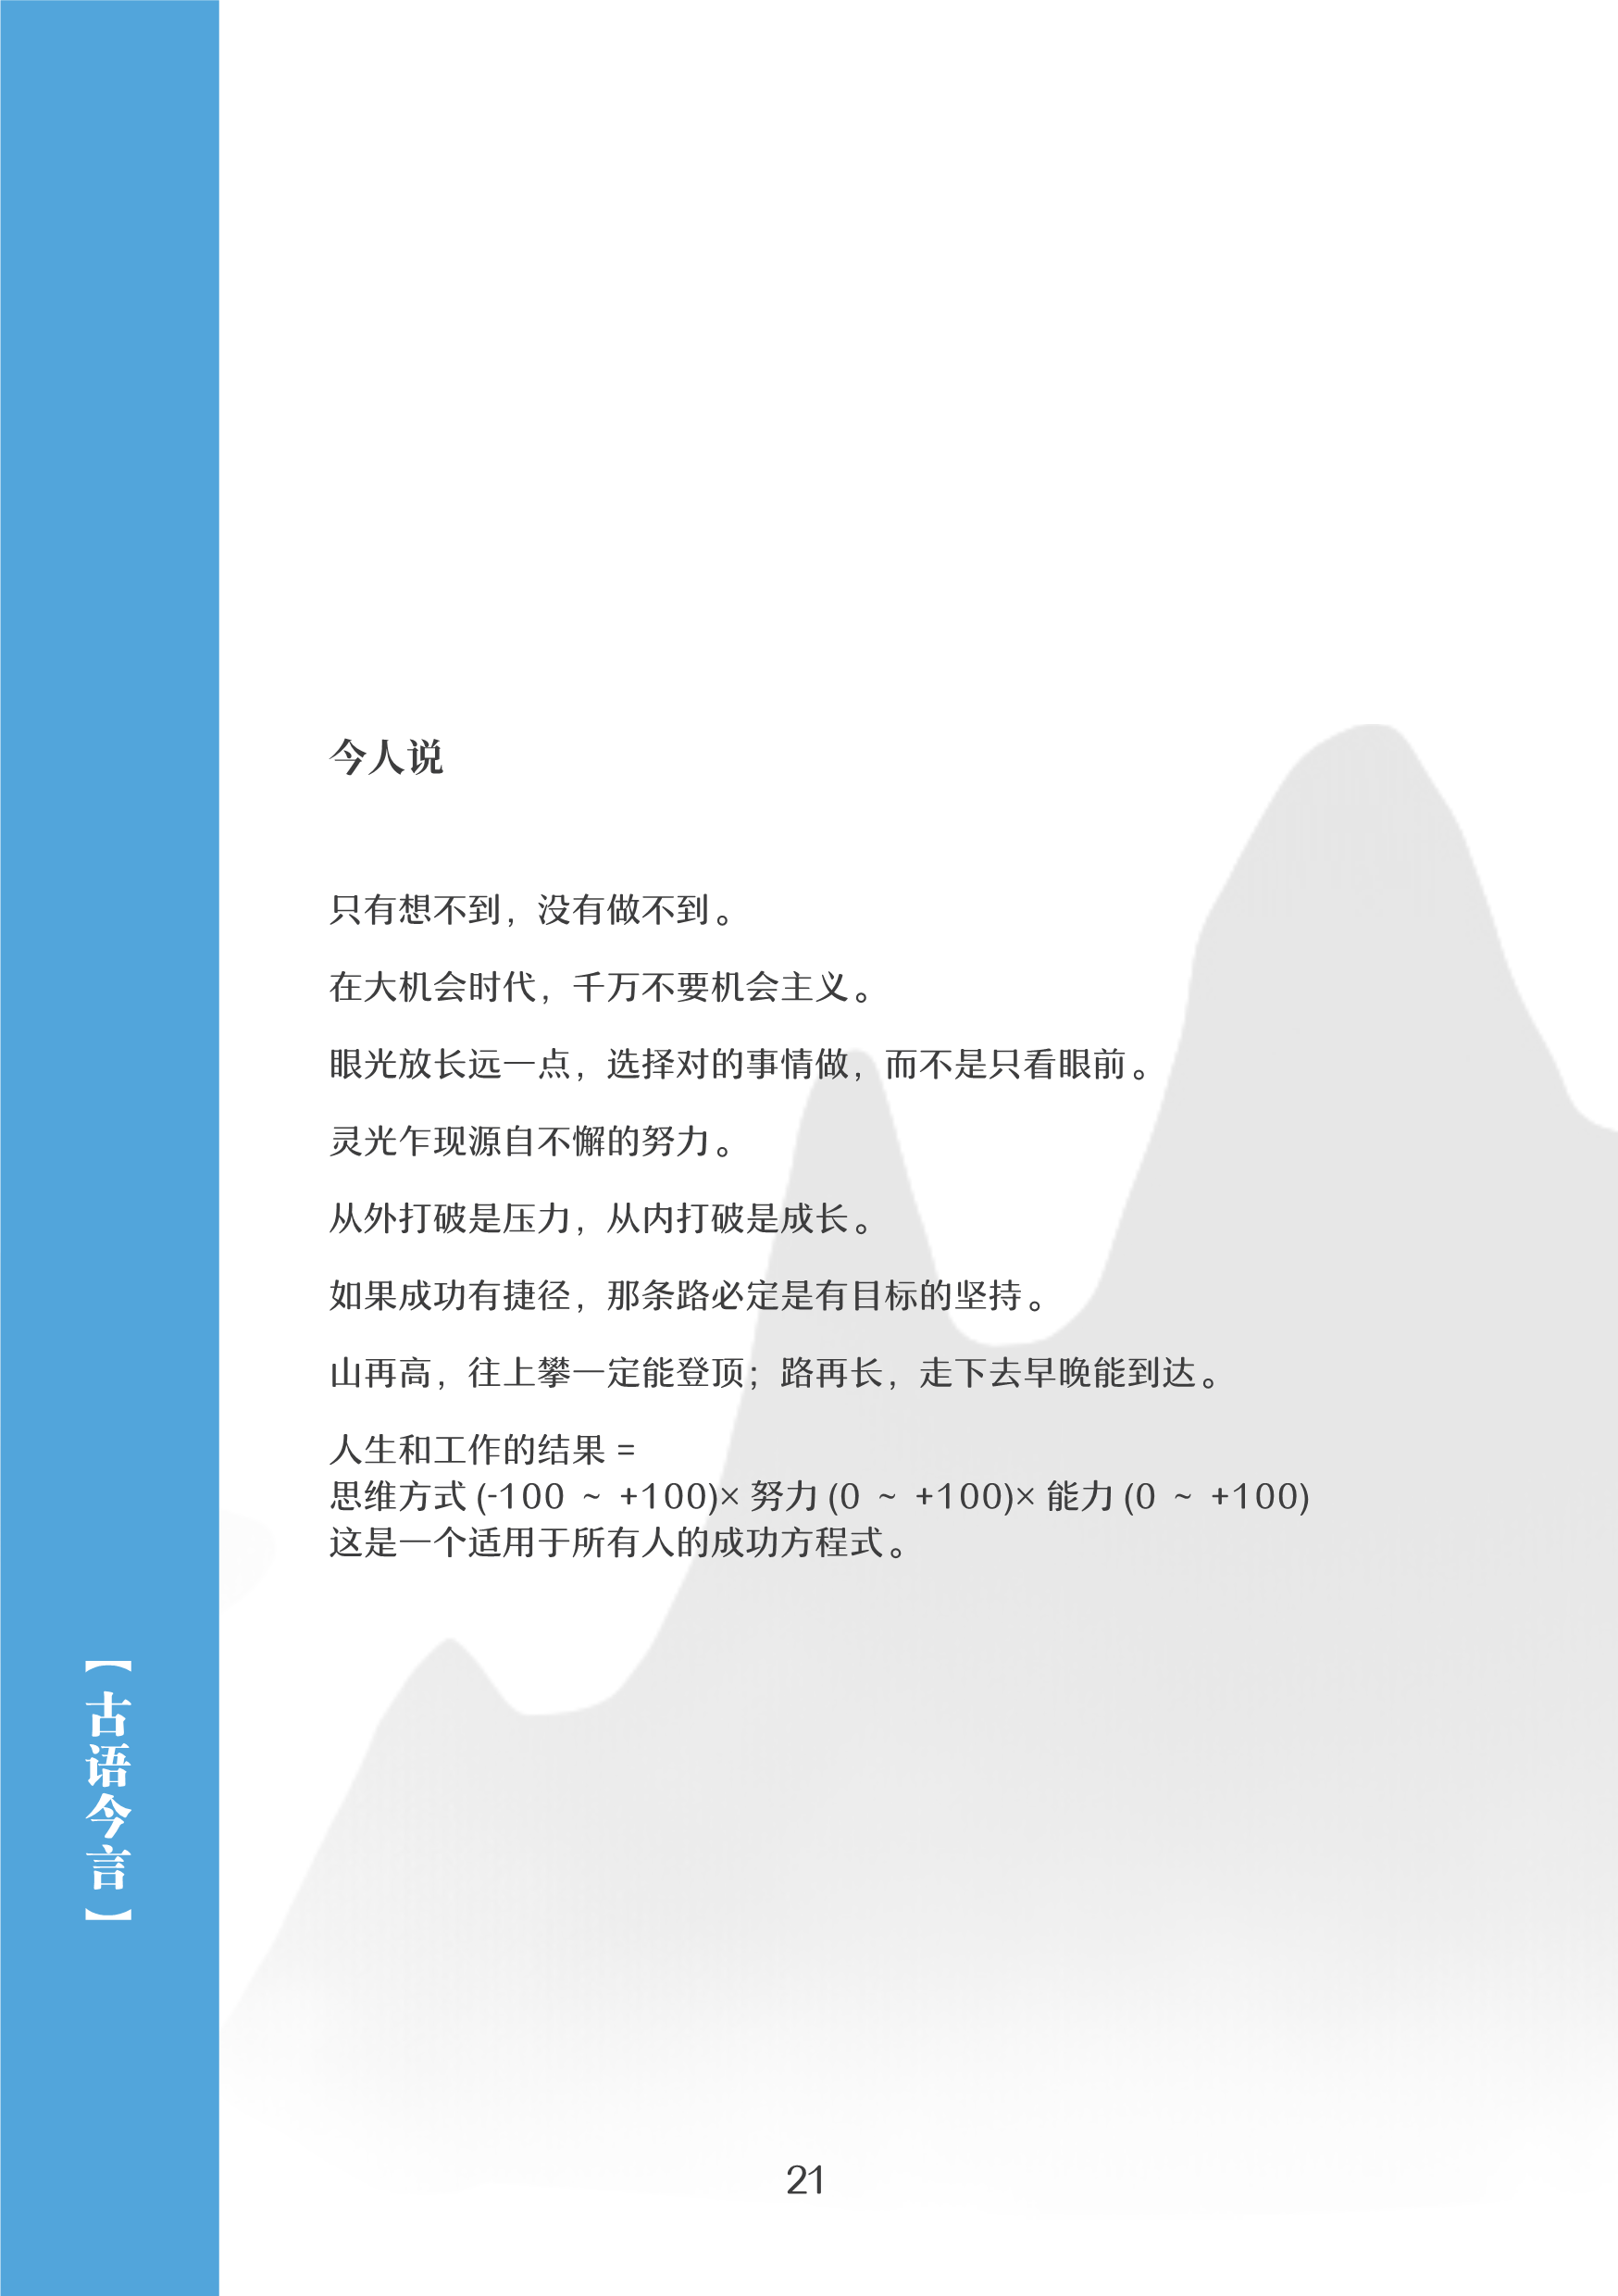 今人说
只有想不到，没有做不到。
在大机会时代，千万不要机会主义。
眼光放长远一点，选择对的事情做，而不是只看眼前。
灵光乍现源自不懈的努力。
从外打破是压力，从内打破是成长。
如果成功有捷径，那条路必定是有目标的坚持。
山再高，往上攀一定能登顶；路再长，走下去早晚能到达。
人生和工作的结果 =
思维方式 (-100 ~ +100)× 努力 (0 ~ +100)× 能力 (0 ~ +100)
这是一个适用于所有人的成功方程式。
【古语今言】
21